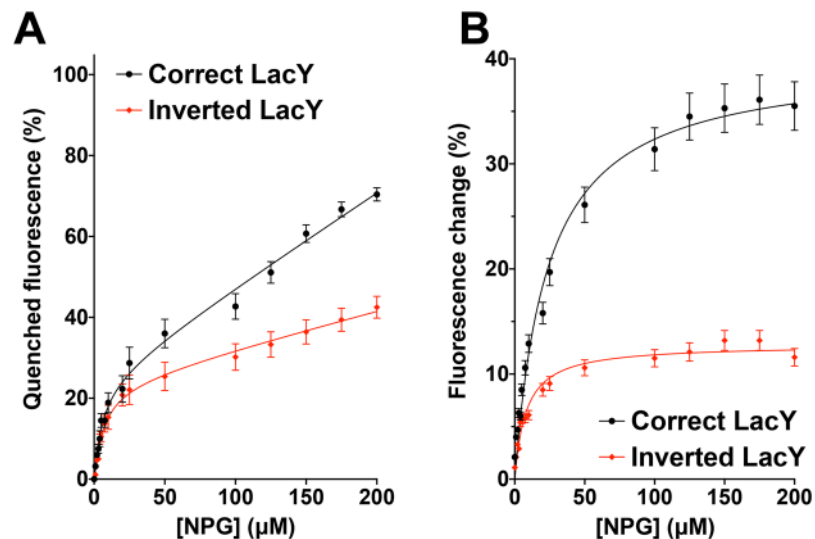 A
Correct LacY
Inverted LacY
Quenched fluorescence (%)
100
80
60
40
20
0
0 50 100 150 200
[NPG] (µM)
B
Fluorescence change (%)
40
30
20
10
0
Correct LacY
Inverted LacY
0 50 100 150 200
[NPG] (µM)